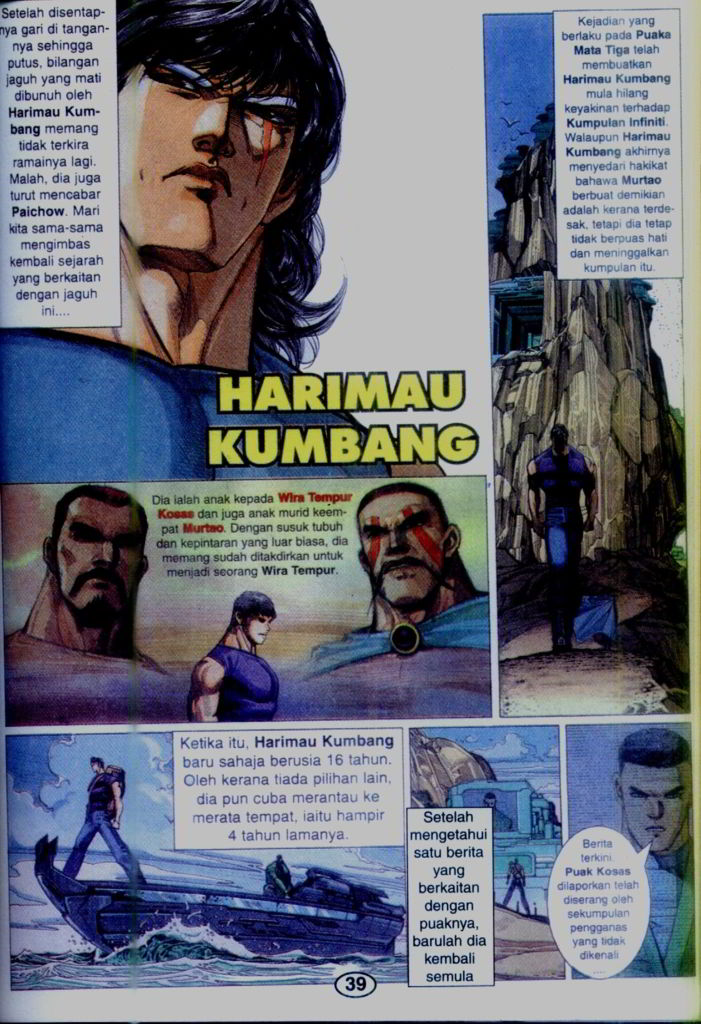 Setelah disentap-
nya gari di tangan-
nya sehingga
putus, bilangan
jaguh yang mati
dibunuh oleh
Harimau Kum-
bang memang
tidak terkira
ramainya lagi.
Malah, dia juga
turut mencabar
Paichow. Mari
kita sama-sama
mengimbas
kembali sejarah
yang berkaitan
dengan jaguh
ini....
Kejadian yang
berlaku pada Puaka
Mata Tiga telah
membuatkan
Harimau Kumbang
mula hilang
keyakinan terhadap
Kumpulan Infiniti.
Walaupun Harimau
Kumbang akhirnya
menyedari hakikat
bahawa Murtao
berbuat demikian
adalah kerana terde-
sak, tetapi dia tetap
tidak berpuas hati
dan meninggalkan
kumpulan itu.
HARIMAU
KUMBANG
Dia ialah anak kepada Wira Tempur
Kosas dan juga anak murid keem-
pat Murtao. Dengan susuk tubuh
dan kepintaran yang luar biasa, dia
memang sudah ditakdirkan untuk
menjadi seorang Wira Tempur.
Ketika itu, Harimau Kumbang
baru sahaja berusia 16 tahun.
Oleh kerana tiada pilihan lain,
dia pun cuba merantau ke
merata tempat, iaitu hampir
4 tahun lamanya.
Setelah
mengetahui
satu berita
yang
berkaitan
dengan
puaknya,
barulah dia
kembali
semula
Berita
terkini.
Puak Kosas
dilaporkan telah
diserang oleh
sekumpulan
pengganas
yang tidak
dikenali
....
39